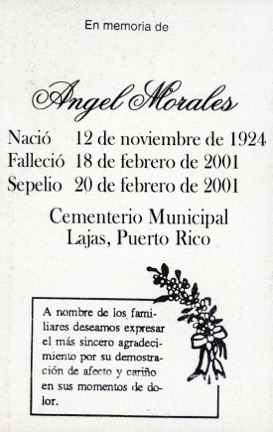 En memoria de
Angel Morales
Nació 12 de noviembre de 1924
Falleció 18 de febrero de 2001
Sepelio 20 de febrero de 2001
Cementerio Municipal
Lajas, Puerto Rico
A nombre de los fami-
liares deseamos expresar
el más sincero agradeci-
miento por su demostra-
ción de afecto y cariño
en sus momentos de do-
lor.